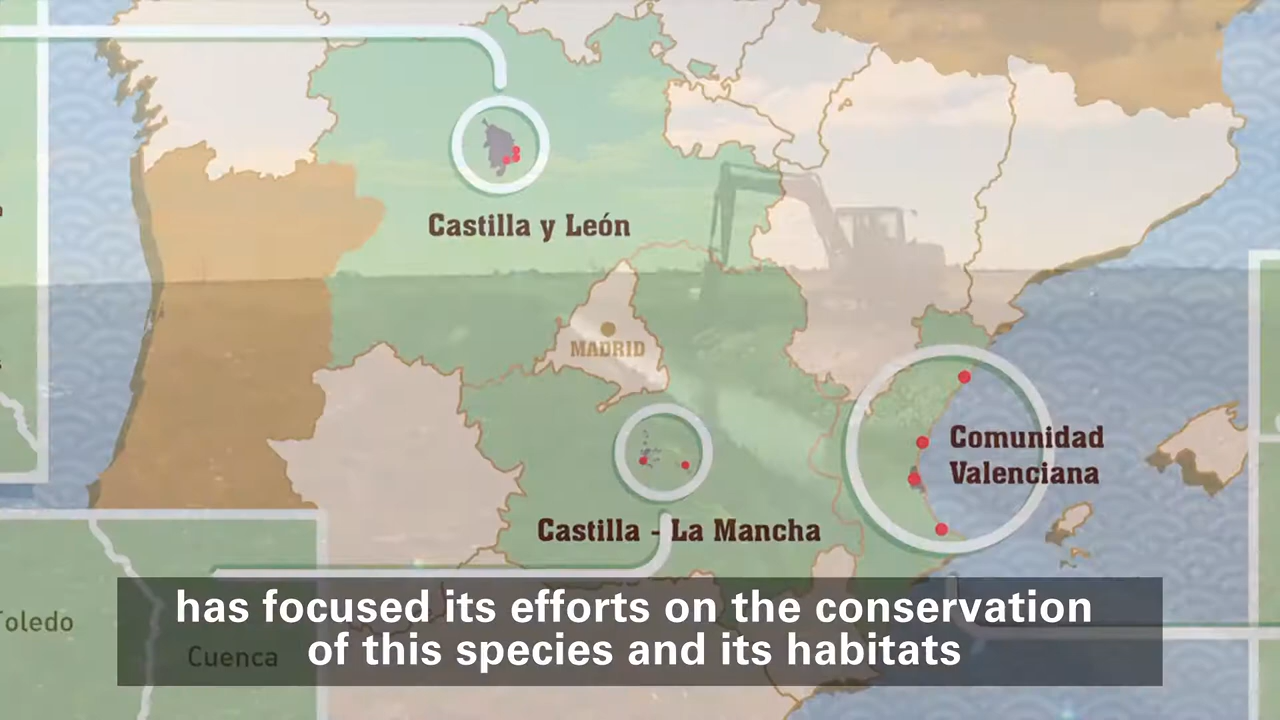 Castilla y León
MADRID
Comunidad
Valenciana
Castilla - La Mancha
has focused its efforts on the conservation
of this species and its habitats
Toledo
Cuenca